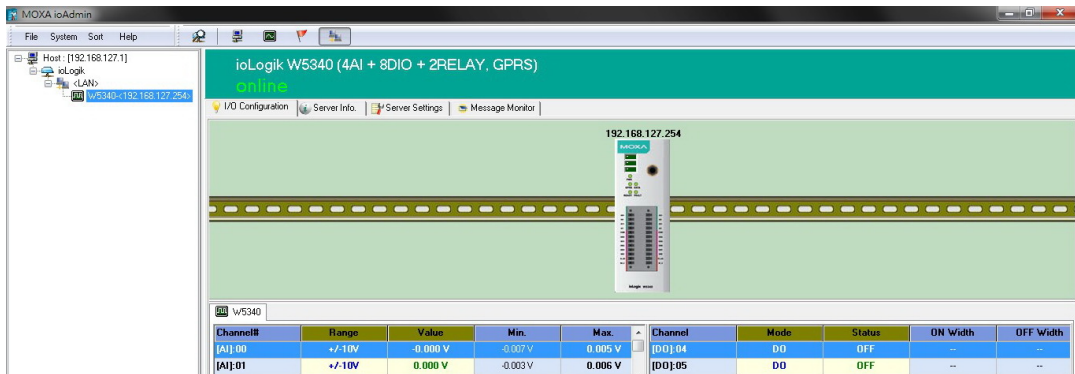 MOXA ioAdmin
File System Sort Help
Host : [192.168.127.1]
ioLogik
<LAN>
W5340-<192.168.127.254>
ioLogik W5340 (4AI + 8DIO + 2RELAY, GPRS)
online
I/O Configuration Server Info. Server Settings Message Monitor
192.168.127.254
MOXA
W5340
Channel# Range Value Min. Max. Channel Mode Status ON Width OFF Width
[AI]:00 +/-10V -0.000 V -0.007 V 0.005 V [DO]:04 DO OFF --  --
[AI]:01 +/-10V 0.000 V -0.003 V 0.006 V [DO]:05 DO OFF -- --